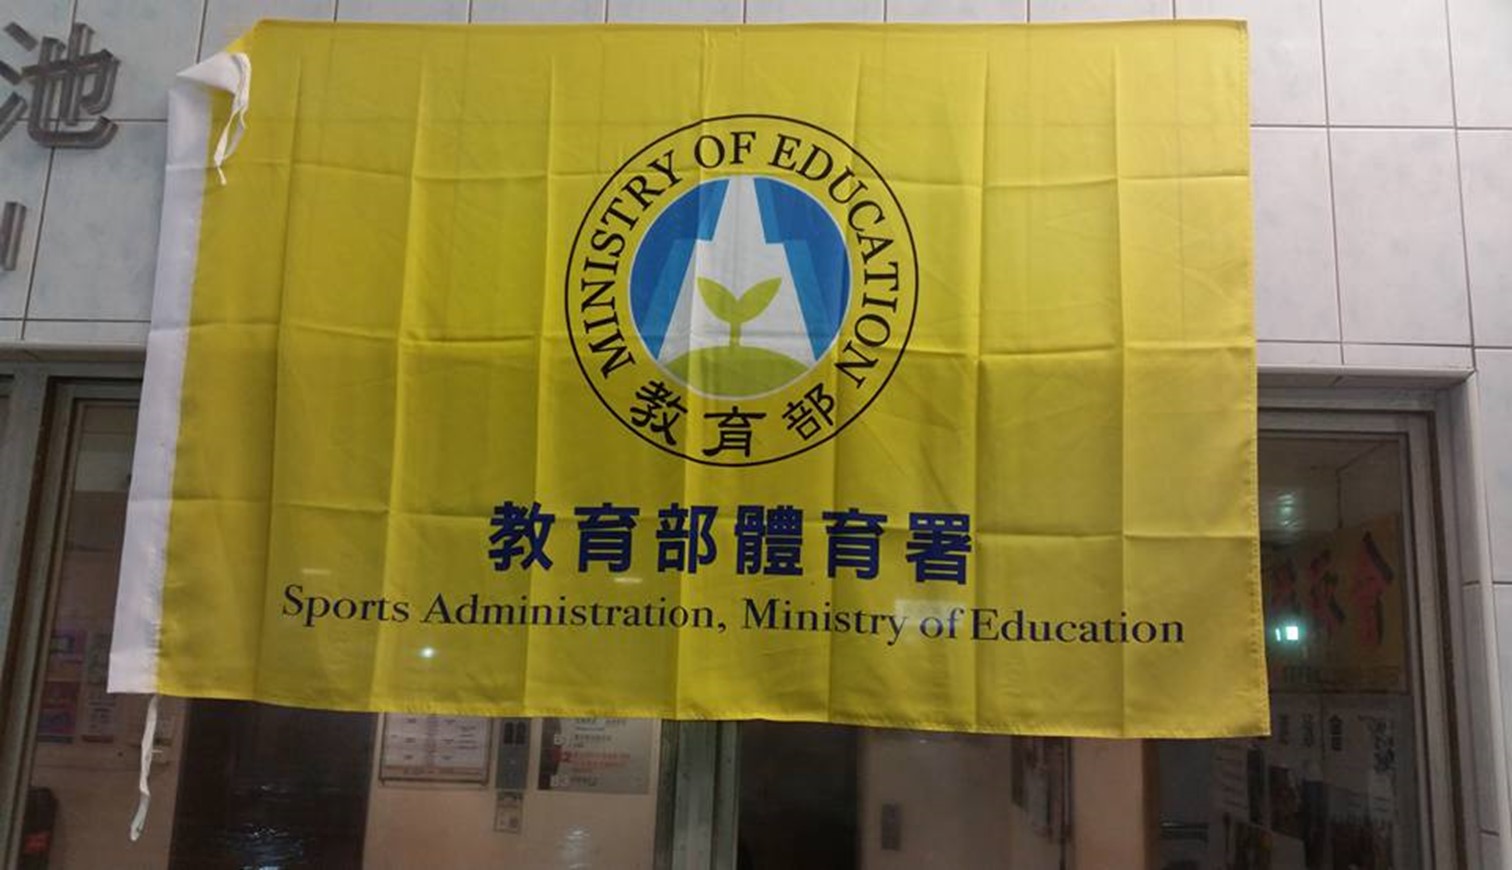 池
MINISTRY OF EDUCATION
教育部
教育部體育署
Sports Administration, Ministry of Education